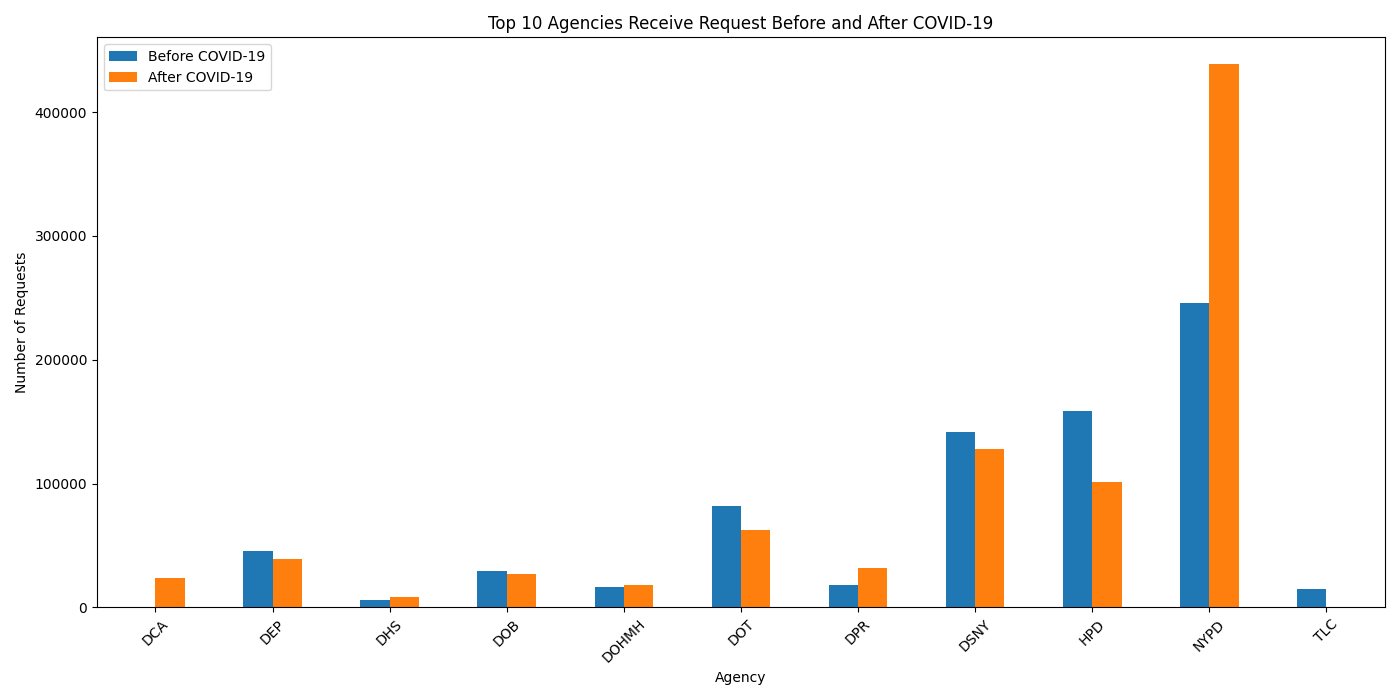 Top 10 Agencies Receive Request Before and After COVID-19
Before COVID-19
After COVID-19
Number of Requests
400000
300000
200000
100000
0
DCA
DEP
DHS
DOB
DOHMH
DOT
DPR
DSNY
HPD
NYPD
TLC
Agency